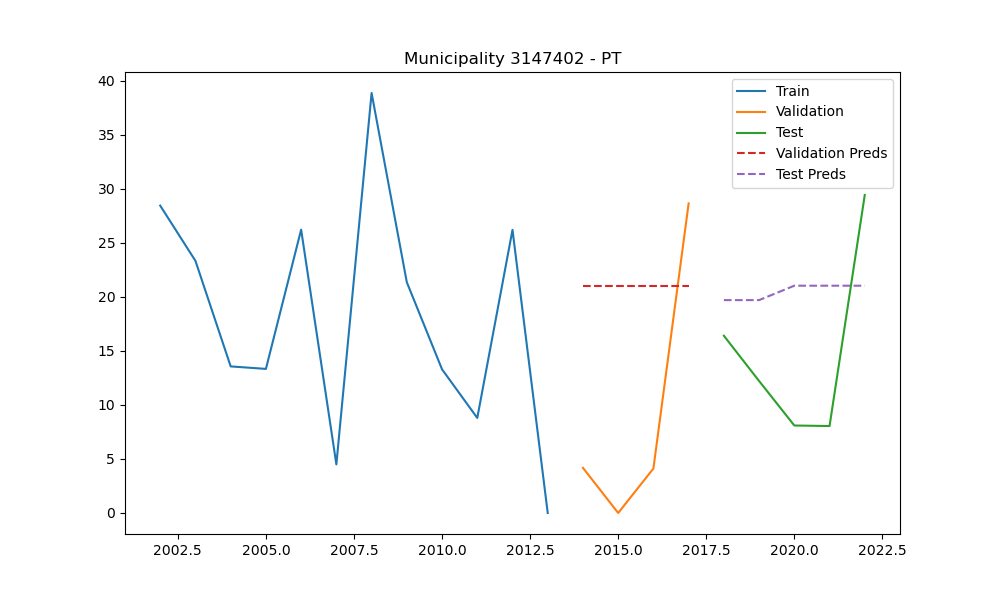 Municipality 3147402 - PT
40
35
30
25
20
15
10
5
0
2002.5 2005.0 2007.5 2010.0 2012.5 2015.0 2017.5 2020.0 2022.5
Train
Validation
Test
Validation Preds
Test Preds